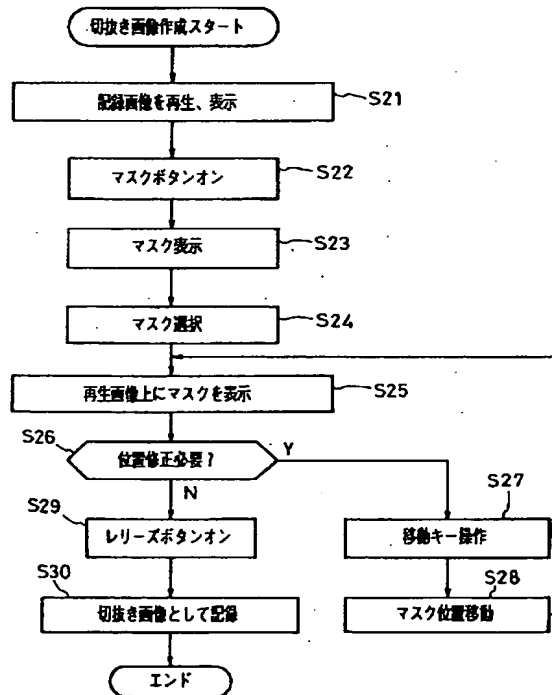 切抜き画像作成スタート
記録画像を再生、表示
S21
マスクボタンオン
S22
マスク表示
S23
マスク選択
S24
再生画像上にマスクを表示
S25
S26
位置修正必要?
Y
N
S27
移動キー操作
S28
マスク位置移動
S29
レリーズボタンオン
S30
切抜き画像として記録
エンド